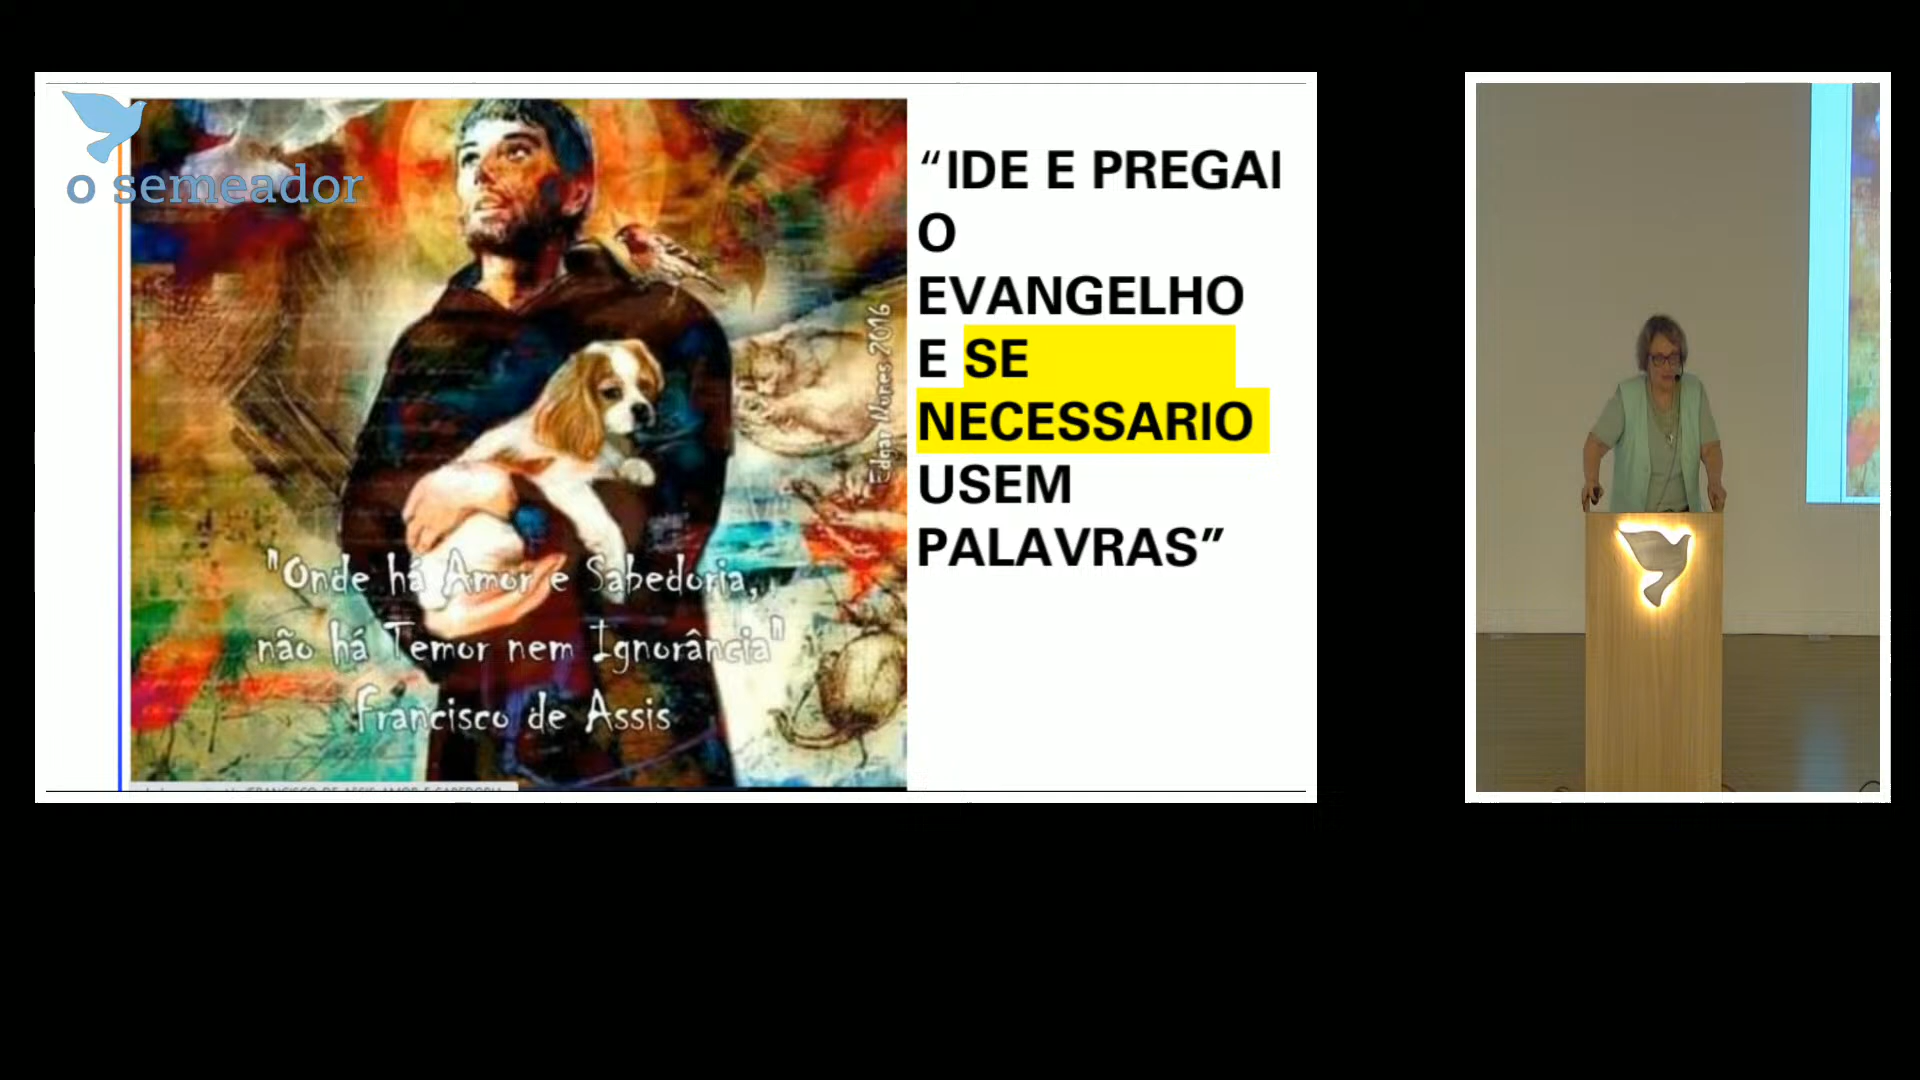 o semeador
"Onde há Amor e Sabedoria,
não há Temor nem Ignorância"
Francisco de Assis
Edgar Nunes 2016
“IDE E PREGAI
O
EVANGELHO
E SE
NECESSARIO
USEM
PALAVRAS”